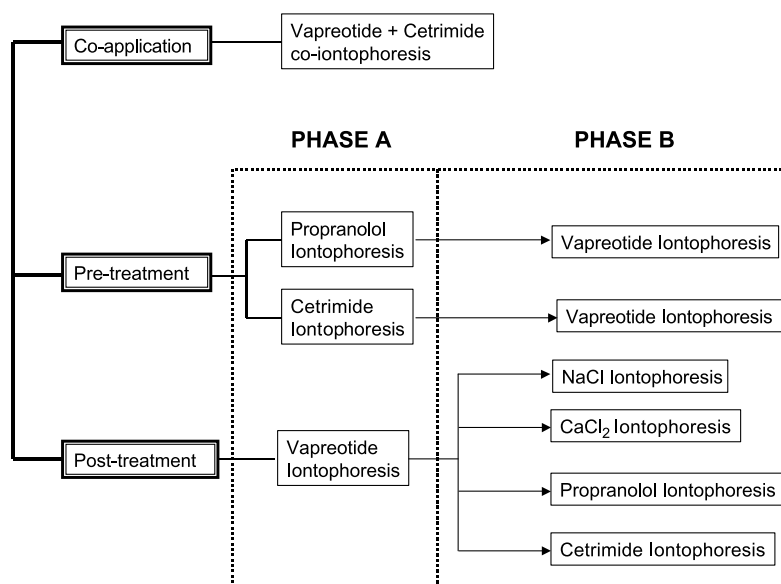 Co-application
Vapreotide + Cetrimide
co-iontophoresis
PHASE A
PHASE B
Pre-treatment
Propranolol
Iontophoresis
Vapreotide Iontophoresis
Cetrimide
Iontophoresis
Vapreotide Iontophoresis
Post-treatment
Vapreotide
Iontophoresis
NaCl Iontophoresis
CaCl₂ Iontophoresis
Propranolol Iontophoresis
Cetrimide Iontophoresis